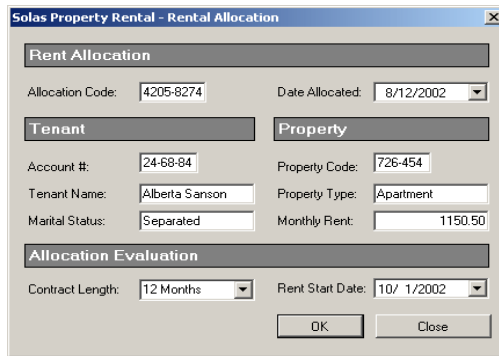 Solas Property Rental - Rental Allocation
Rent Allocation
Allocation Code: 4205-8274 Date Allocated: 8/12/2002
Tenant Property
Account #: 24-68-84 Property Code: 726-454
Tenant Name: Alberta Sanson Property Type: Apartment
Marital Status: Separated Monthly Rent: 1150.50
Allocation Evaluation
Contract Length: 12 Months Rent Start Date: 10/ 1/2002
OK Close